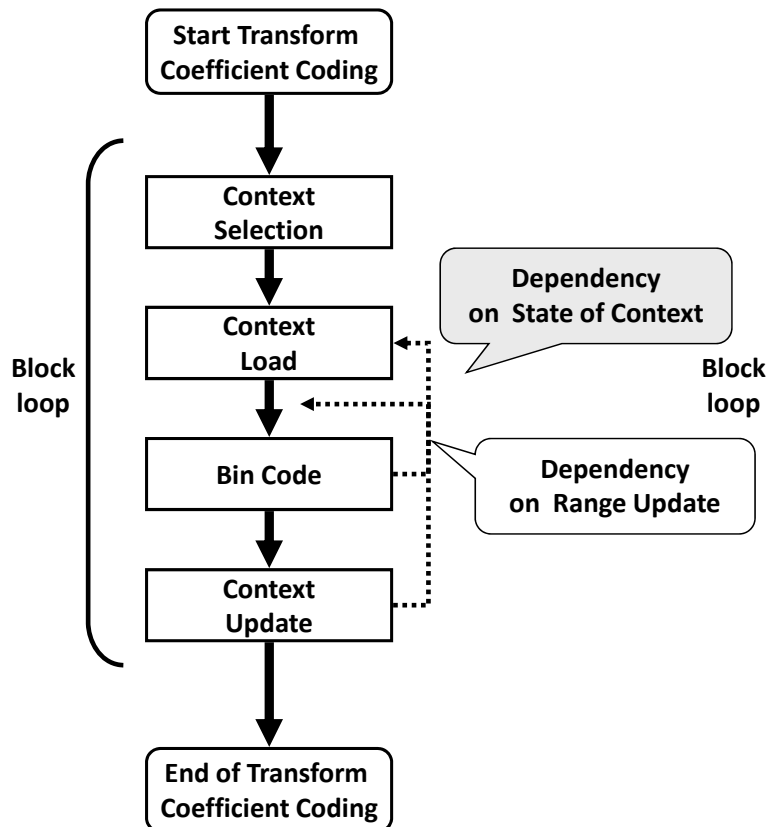 Start Transform
Coefficient Coding
Context
Selection
Dependency
on State of Context
Context
Load
Block
loop
Block
loop
Bin Code
Dependency
on Range Update
Context
Update
End of Transform
Coefficient Coding